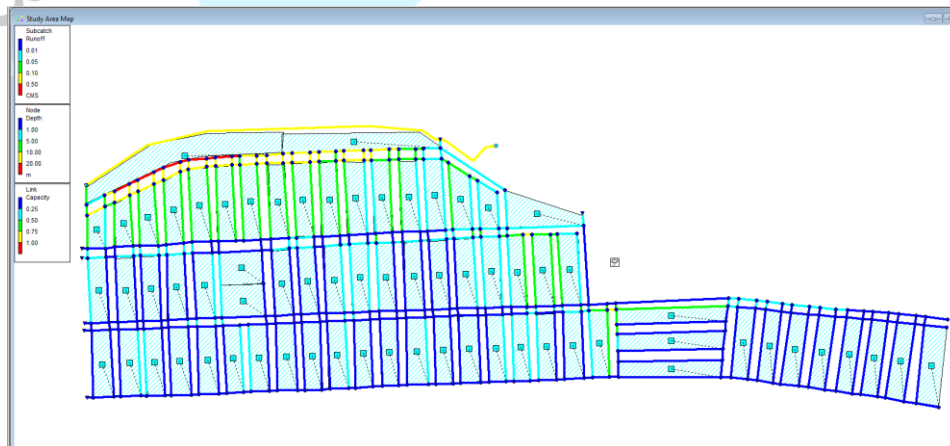 Study Area Map
Subcatch
Runoff
0.01
0.05
0.10
0.50
CMS
Node
Depth
1.00
5.00
10.00
20.00
m
Link
Capacity
0.25
0.50
0.75
1.00